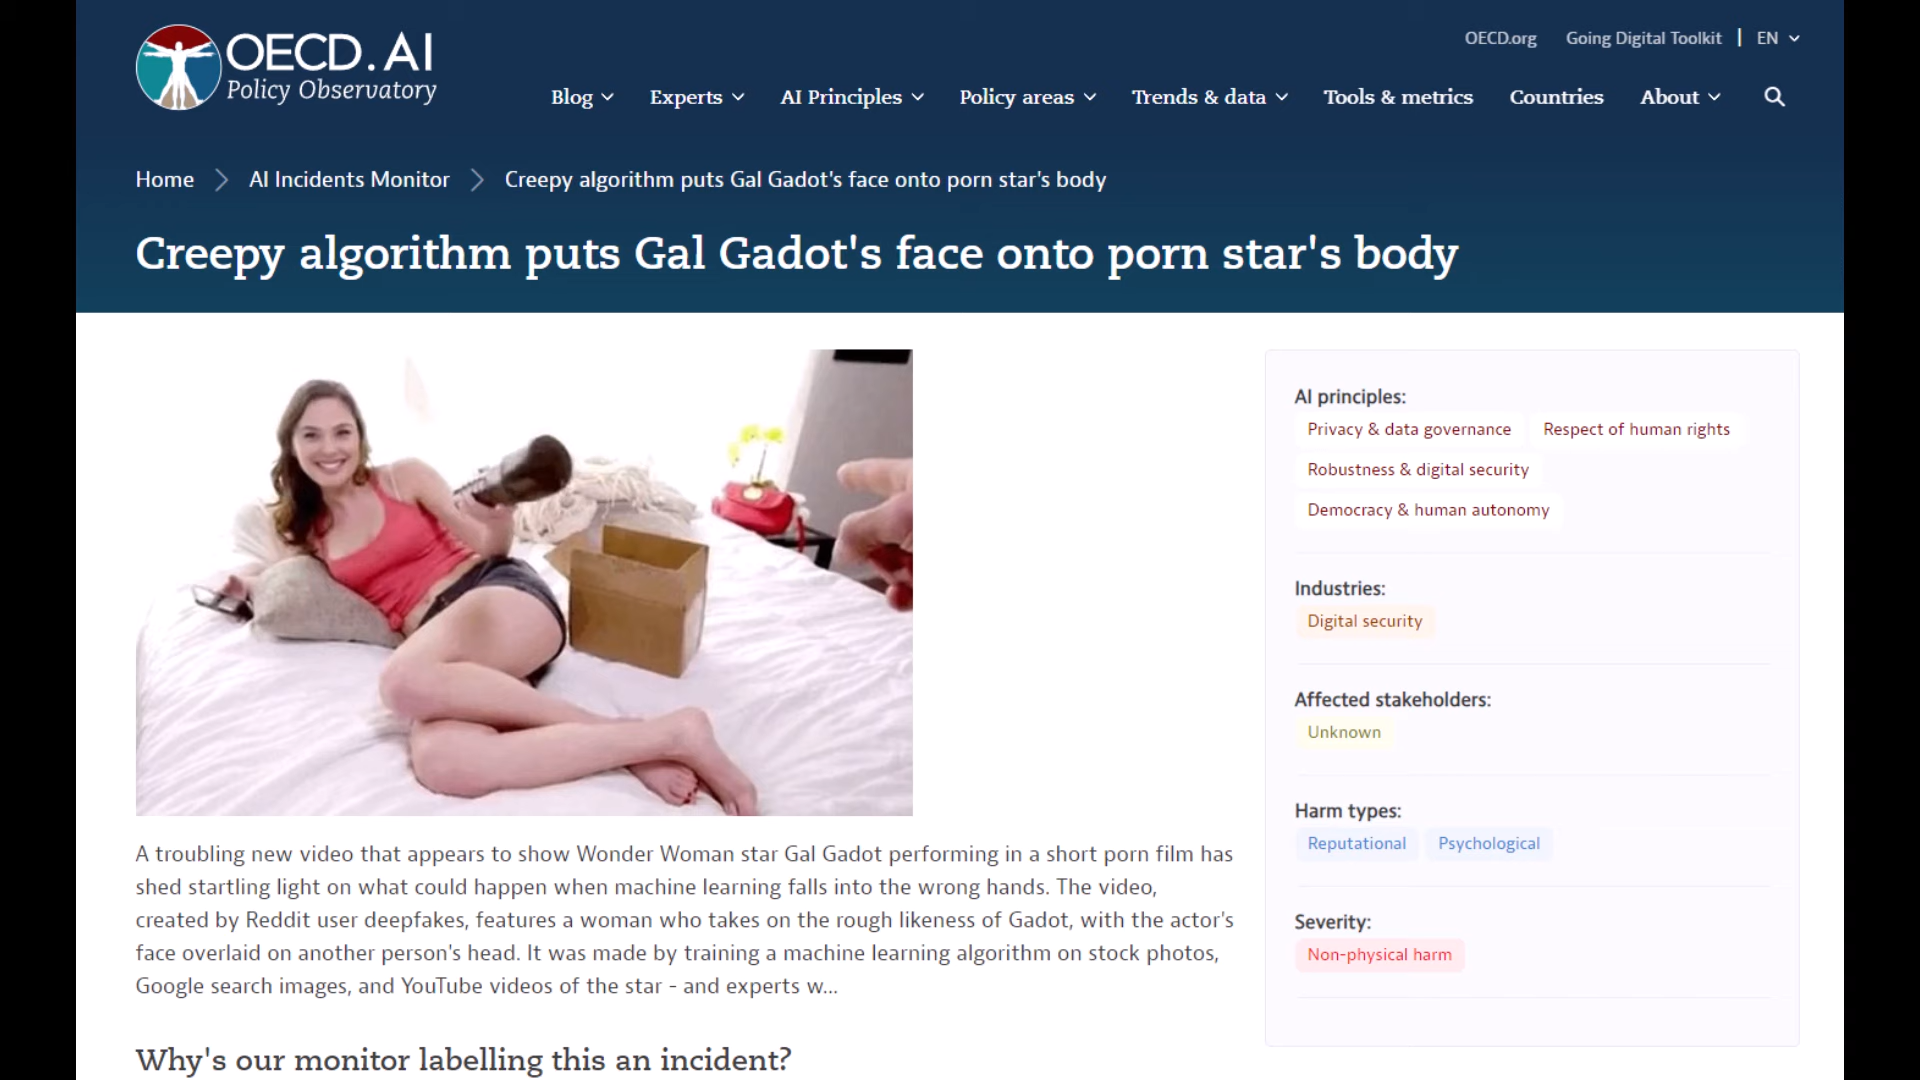 OECD.AI
Policy Observatory
OECD.org Going Digital Toolkit | EN
Blog Experts AI Principles Policy areas Trends & data Tools & metrics Countries About
Home > AI Incidents Monitor > Creepy algorithm puts Gal Gadot's face onto porn star's body
Creepy algorithm puts Gal Gadot's face onto porn star's body
A troubling new video that appears to show Wonder Woman star Gal Gadot performing in a short porn film has
shed startling light on what could happen when machine learning falls into the wrong hands. The video,
created by Reddit user deepfakes, features a woman who takes on the rough likeness of Gadot, with the actor's
face overlaid on another person's head. It was made by training a machine learning algorithm on stock photos,
Google search images, and YouTube videos of the star - and experts w...
Why's our monitor labelling this an incident?
AI principles:
Privacy & data governance Respect of human rights
Robustness & digital security
Democracy & human autonomy
Industries:
Digital security
Affected stakeholders:
Unknown
Harm types:
Reputational Psychological
Severity:
Non-physical harm